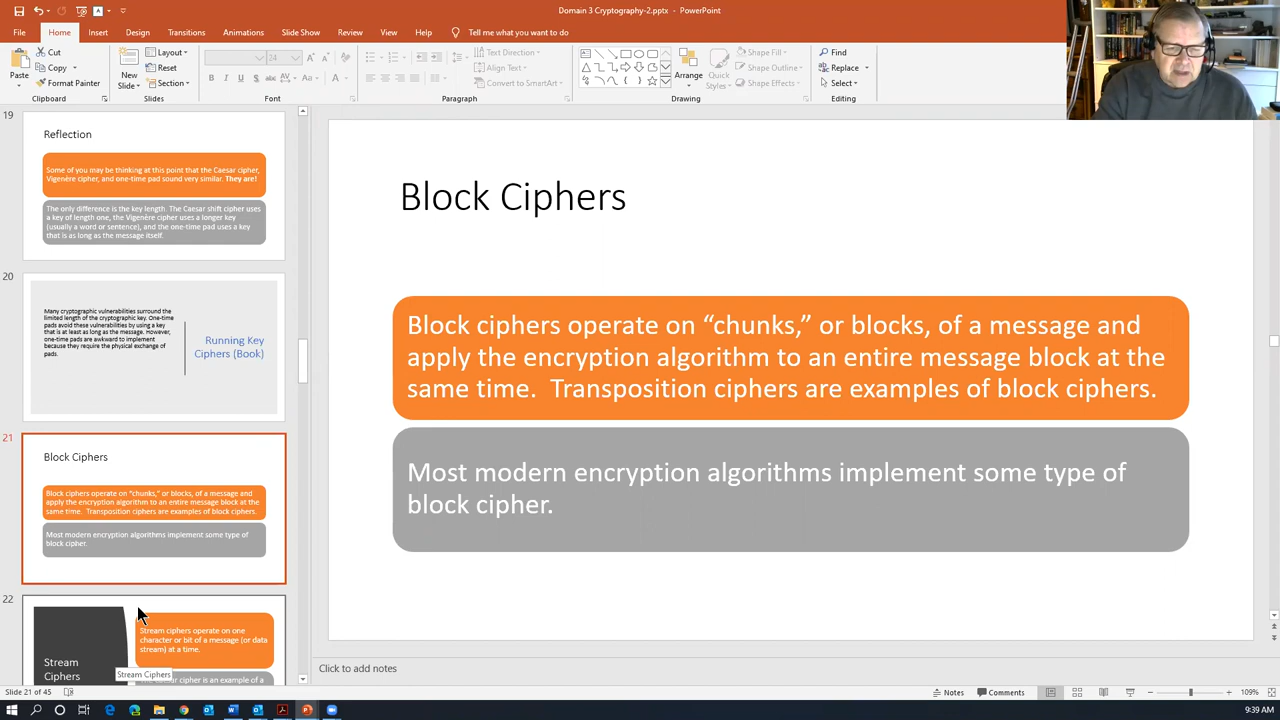 Domain 3 Cryptography-2.pptx - PowerPoint
File
Home
Insert
Design
Transitions
Animations
Slide Show
Review
View
Help
Tell me what you want to do
Paste
Cut
Copy
Format Painter
Clipboard
New
Slide
Layout
Reset
Section
Slides
24
Font
Text Direction
Align Text
Convert to SmartArt
Paragraph
Arrange
Quick
Styles
Shape Fill
Shape Outline
Shape Effects
Drawing
Find
Replace
Select
Editing
19
Reflection
Some of you may be thinking at this point that the Caesar cipher,
Vigenère cipher, and one-time pad sound very similar. They are!
The only difference is the key length. The Caesar shift cipher uses
a key of length one, the Vigenère cipher uses a longer key
(usually a word or sentence), and the one-time pad uses a key
that is as long as the message itself.
20
Many cryptographic vulnerabilities surround the
limited length of the cryptographic key. One-time
pads avoid these vulnerabilities by using a key
that is at least as long as the message. However,
one-time pads are awkward to implement
because they require the physical exchange of
pads.
Running Key
Ciphers (Book)
21
Block Ciphers
Block ciphers operate on “chunks,” or blocks, of a message and
apply the encryption algorithm to an entire message block at the
same time. Transposition ciphers are examples of block ciphers.
Most modern encryption algorithms implement some type of
block cipher.
22
Stream
Ciphers
Stream ciphers operate on one
character or bit of a message (or data
stream) at a time.
cipher is an example of a
Stream Ciphers
Block Ciphers
Block ciphers operate on “chunks,” or blocks, of a message and
apply the encryption algorithm to an entire message block at the
same time. Transposition ciphers are examples of block ciphers.
Most modern encryption algorithms implement some type of
block cipher.
Click to add notes
Slide 21 of 45
Notes
Comments
109%
9:39 AM